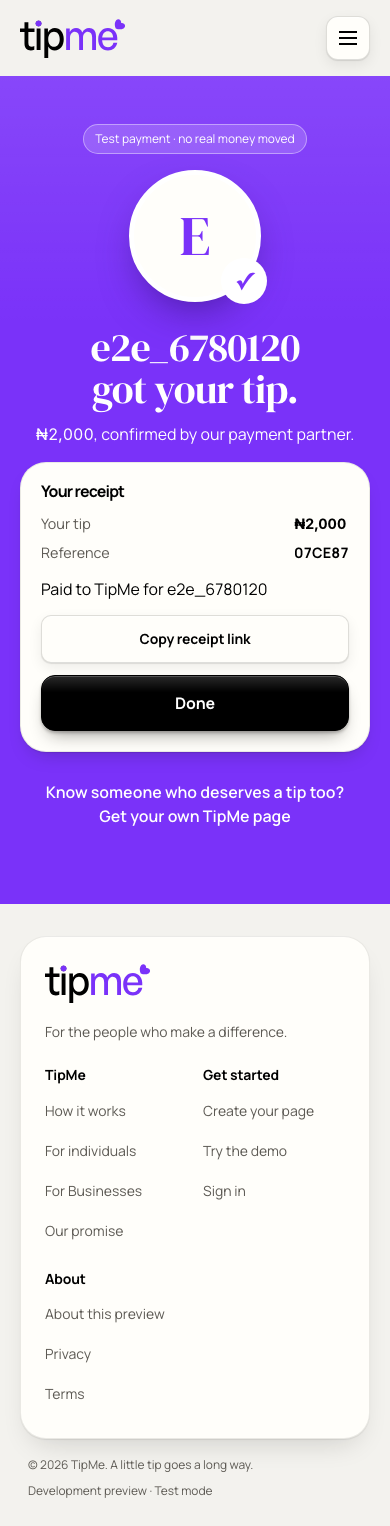 tipme
Test payment · no real money moved
E
e2e_6780120
got your tip.
₦2,000, confirmed by our payment partner.
Your receipt
Your tip ₦2,000
Reference 07CE87
Paid to TipMe for e2e_6780120
Copy receipt link
Done
Know someone who deserves a tip too?
Get your own TipMe page
tipme
For the people who make a difference.
TipMe
How it works
For individuals
For Businesses
Our promise
Get started
Create your page
Try the demo
Sign in
About
About this preview
Privacy
Terms
© 2026 TipMe. A little tip goes a long way.
Development preview · Test mode